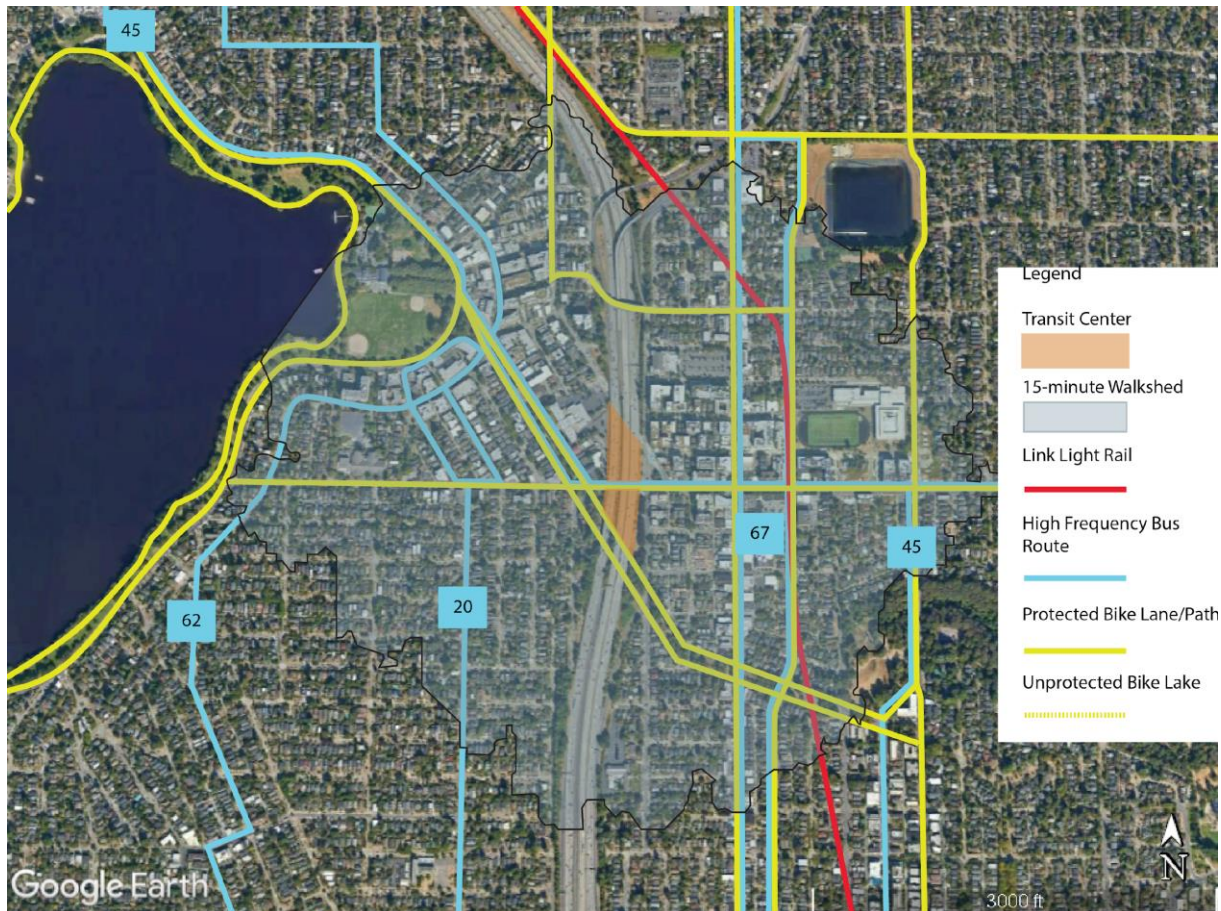 45
Legend
Transit Center
15-minute Walkshed
Link Light Rail
High Frequency Bus
Route
Protected Bike Lane/Path
Unprotected Bike Lake
67
45
20
62
N
Google Earth
3000 ft